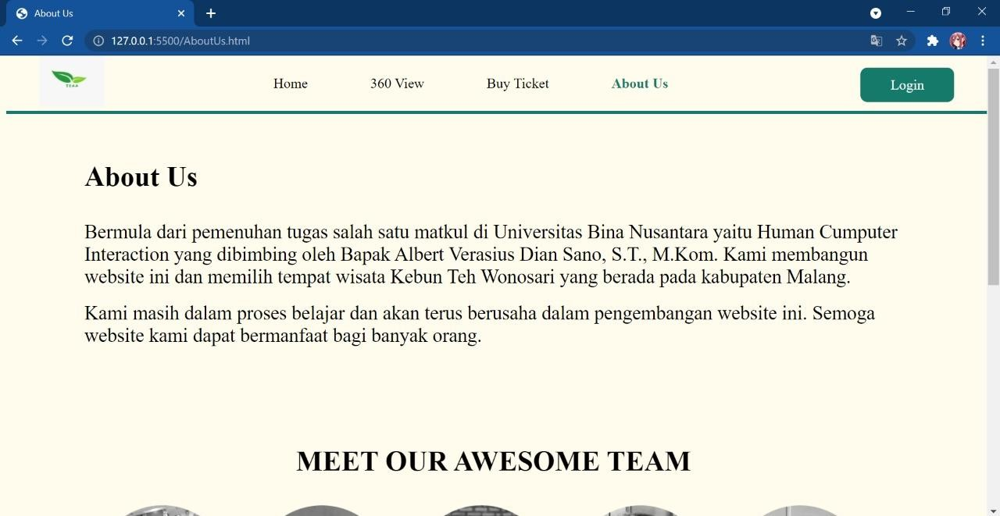 About Us
127.0.0.1:5500/AboutUs.html
Home 360 View Buy Ticket About Us Login
About Us
Bermula dari pemenuhan tugas salah satu matkul di Universitas Bina Nusantara yaitu Human Cumputer
Interaction yang dibimbing oleh Bapak Albert Verasius Dian Sano, S.T., M.Kom. Kami membangun
website ini dan memilih tempat wisata Kebun Teh Wonosari yang berada pada kabupaten Malang.
Kami masih dalam proses belajar dan akan terus berusaha dalam pengembangan website ini. Semoga
website kami dapat bermanfaat bagi banyak orang.
MEET OUR AWESOME TEAM